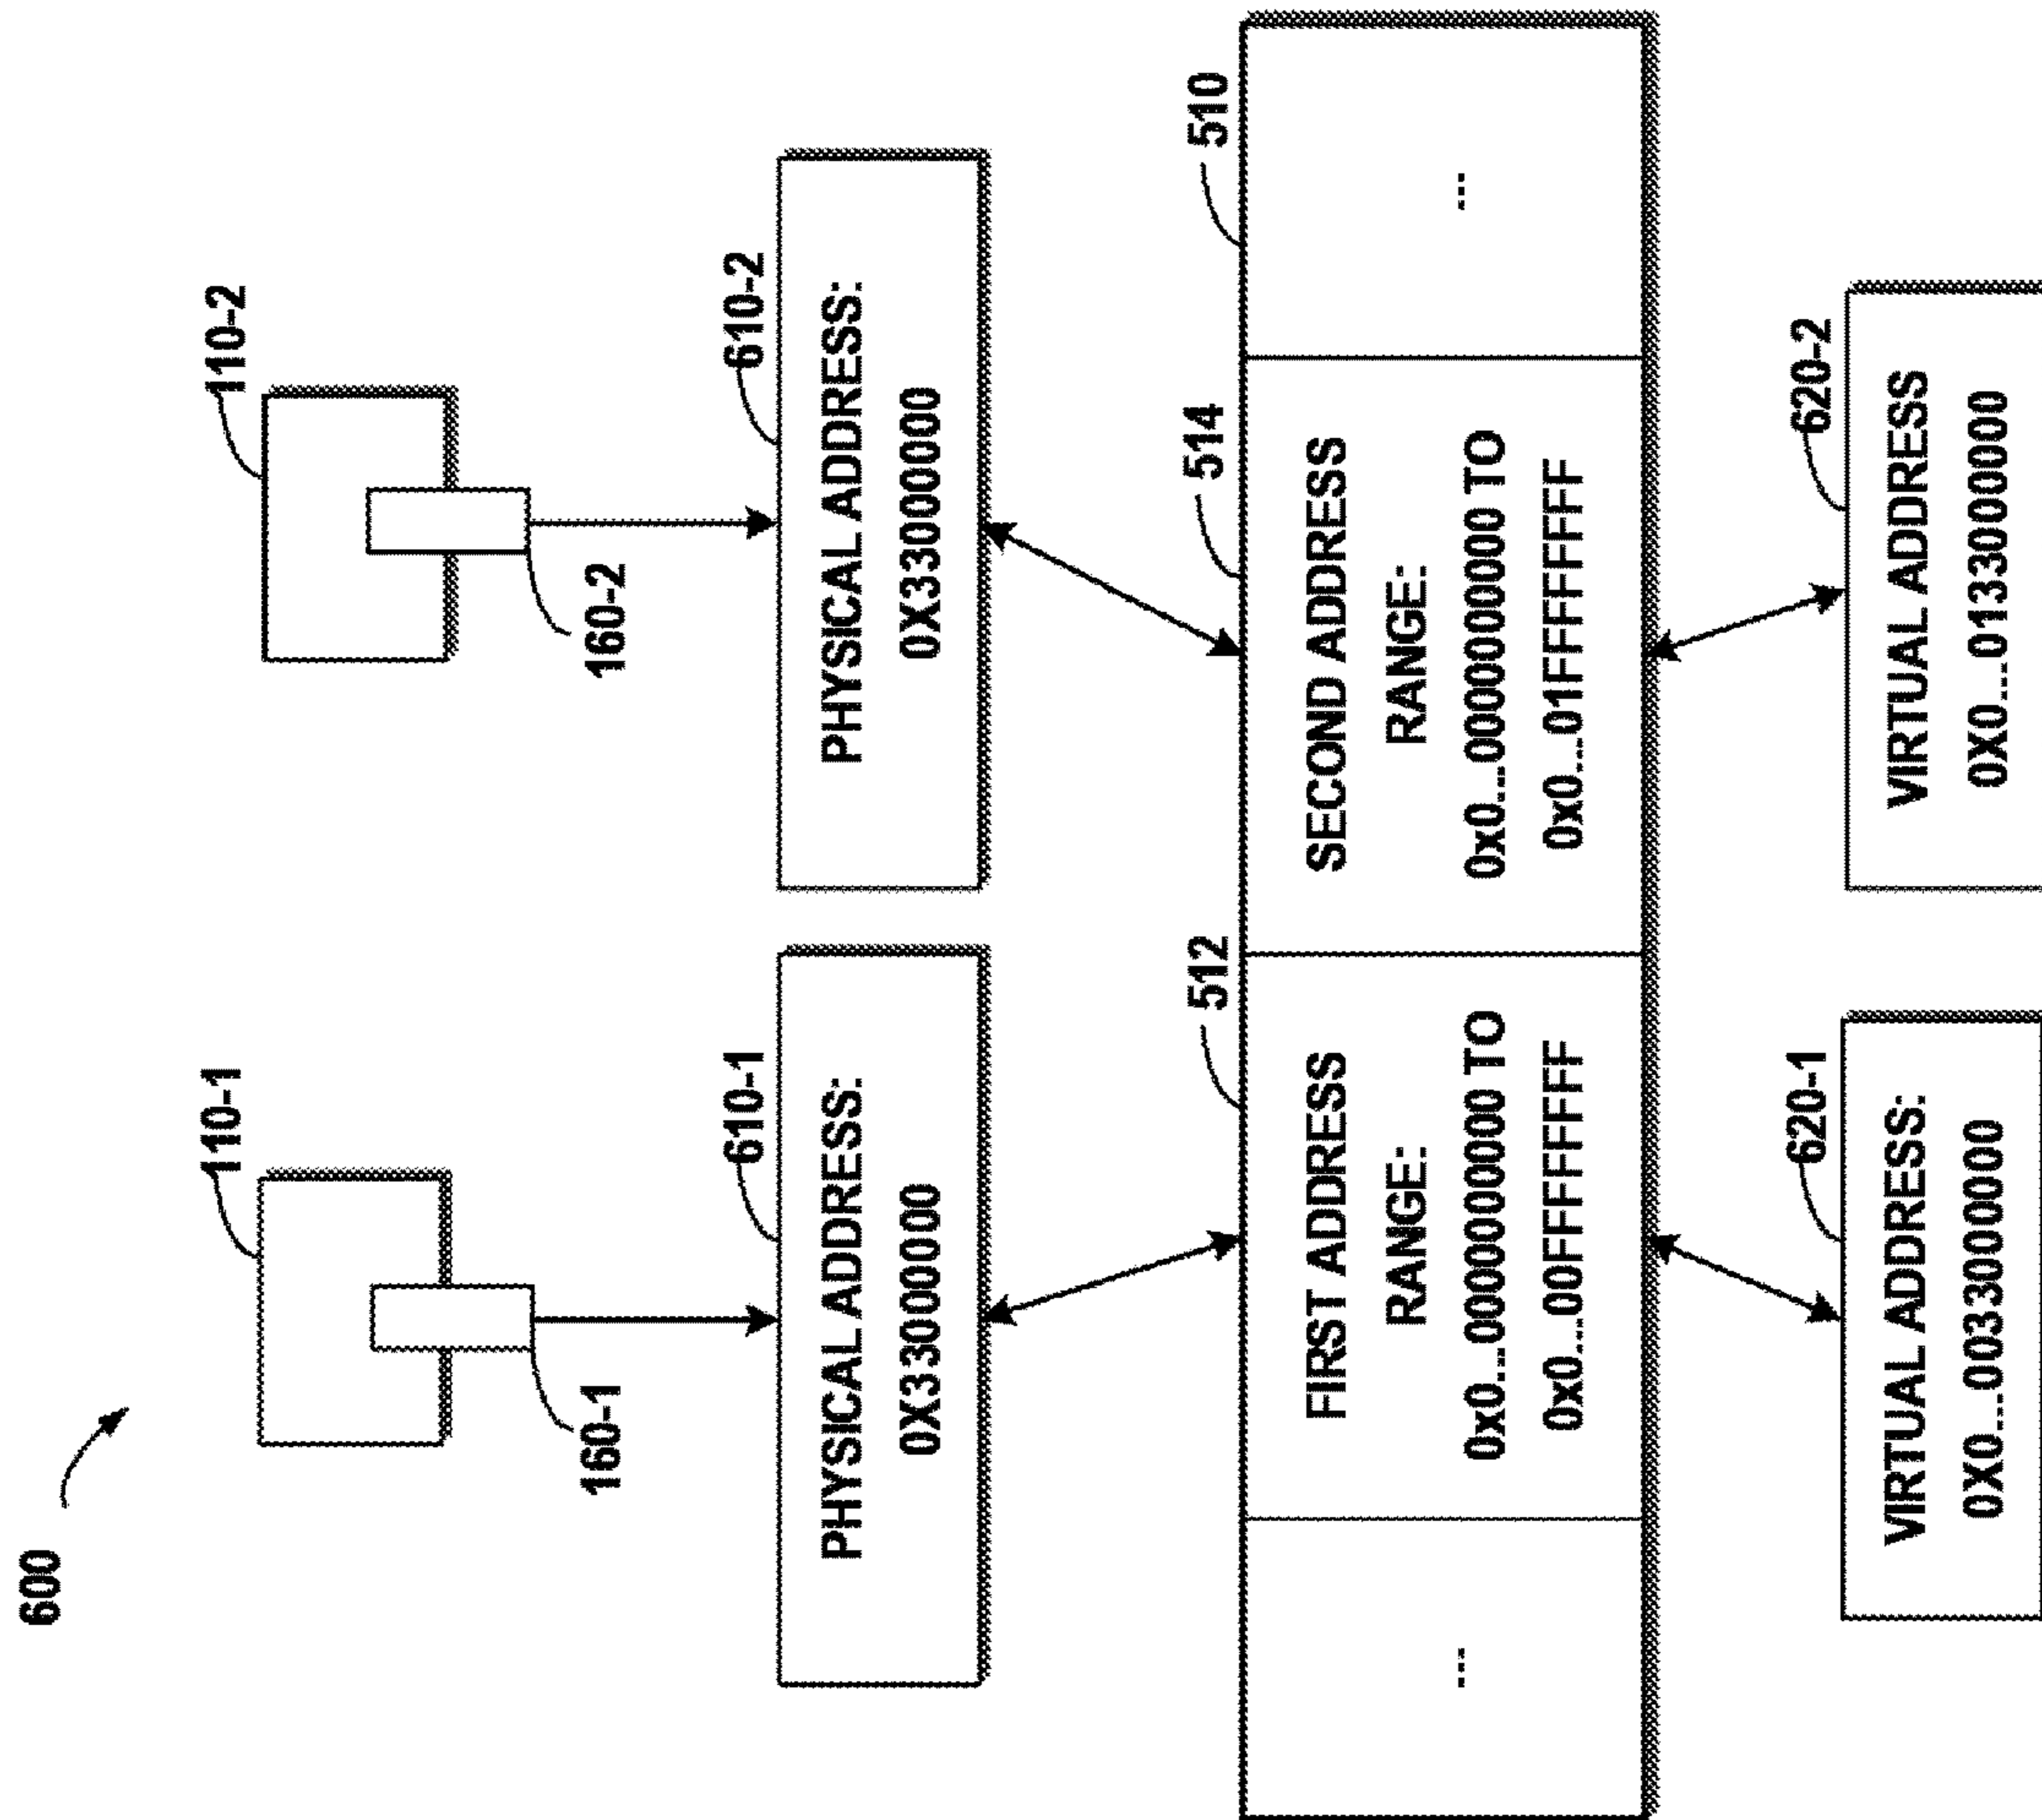 600
110-1
110-2
160-1
160-2
610-1
610-2
PHYSICAL ADDRESS:
0X33000000
PHYSICAL ADDRESS:
0X33000000
512
514
510
...
FIRST ADDRESS
RANGE:
0x0...0000000000 TO
0x0...00FFFFFFFF
SECOND ADDRESS
RANGE:
0x0...0000000000 TO
0x0...01FFFFFFFF
...
620-1
620-2
VIRTUAL ADDRESS:
0X0...0033000000
VIRTUAL ADDRESS
0X0...0133000000